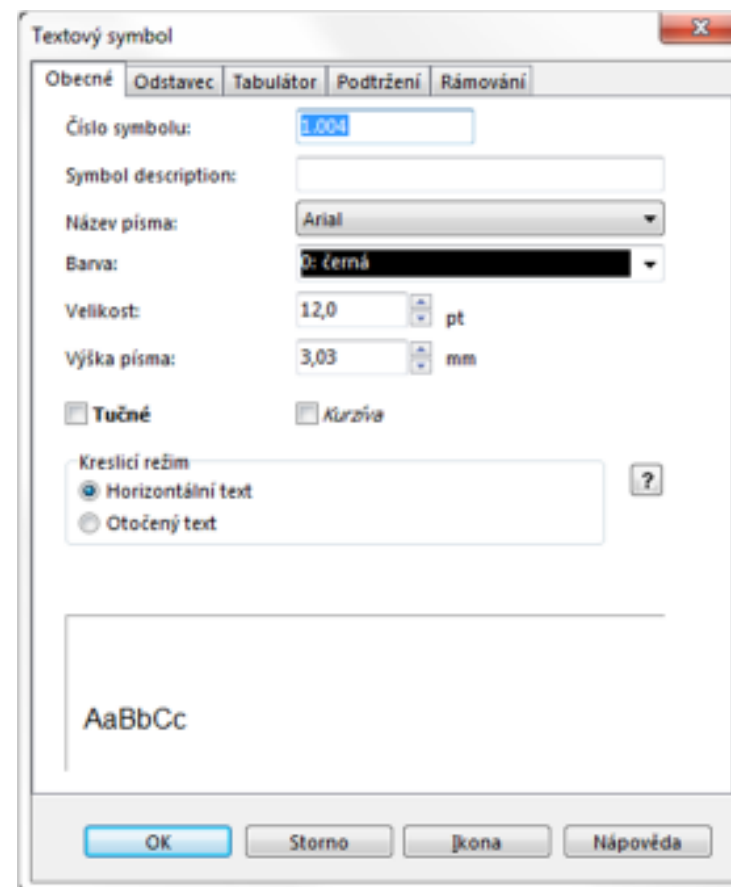 Textový symbol
Obecné Odstavec Tabulátor Podtržení Rámování
Číslo symbolu: 1.004
Symbol description:
Název písma: Arial
Barva: 0: černá
Velikost: 12,0 pt
Výška písma: 3,03 mm
Tučné Kurzíva
Kreslicí režim
Horizontální text ?
Otočený text
AaBbCc
OK Storno Ikona Nápověda